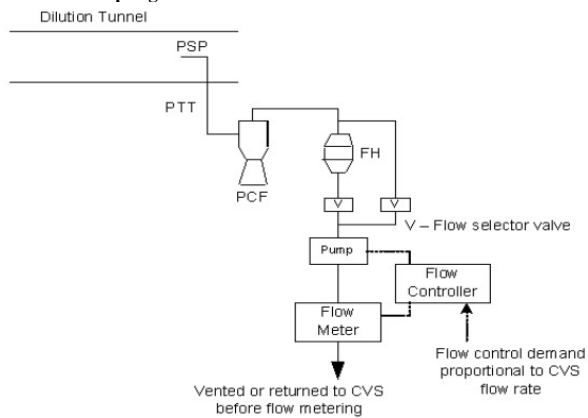 Dilution Tunnel
PSP
PTT
FH
PCF
V
V
V – Flow selector valve
Pump
Flow
Controller
Flow
Meter
Flow control demand
proportional to CVS
flow rate
Vented or returned to CVS
before flow metering